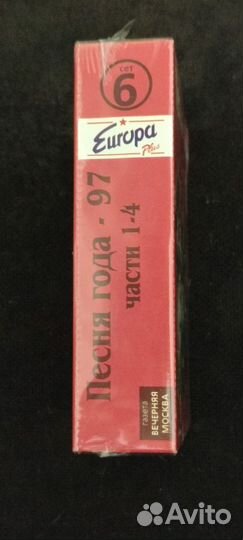 сет
6
Europa
Plus
Песня года - 97
части 1-4
газета
ВЕЧЕРНЯЯ
МОСКВА
Avito